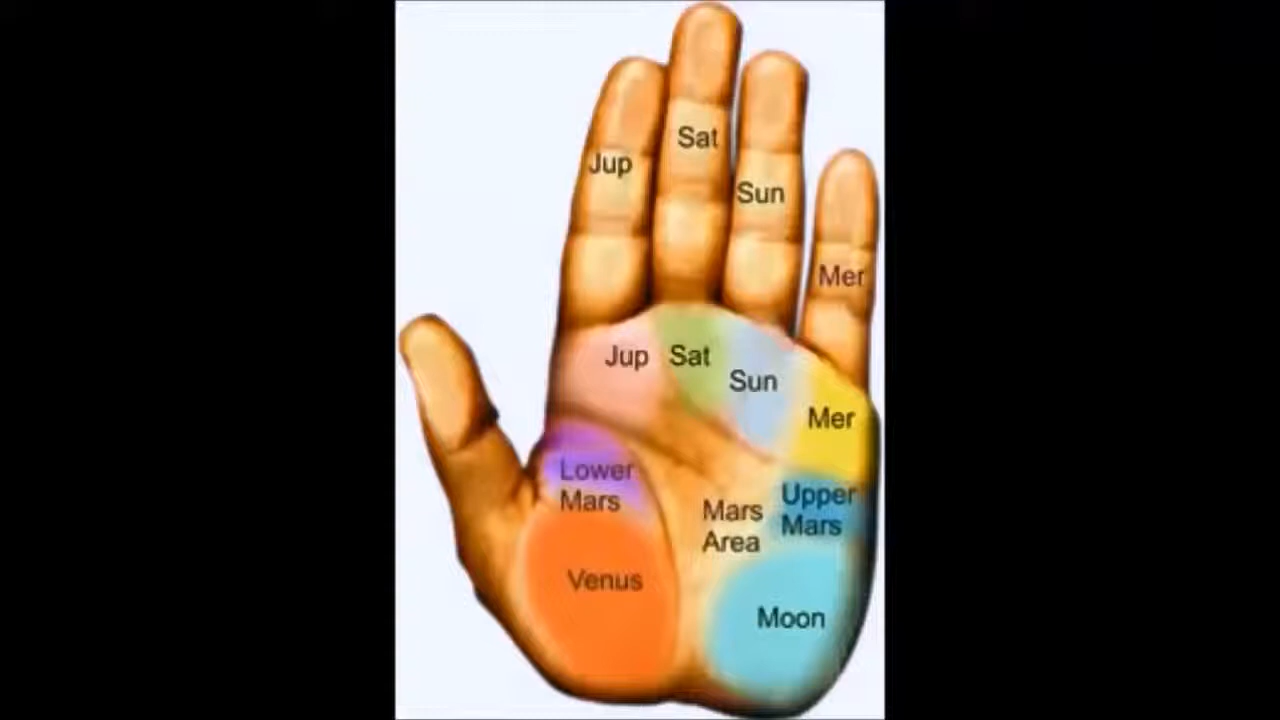 Sat
Jup
Sun
Mer
Jup
Sat
Sun
Mer
Lower
Mars
Mars
Area
Upper
Mars
Venus
Moon